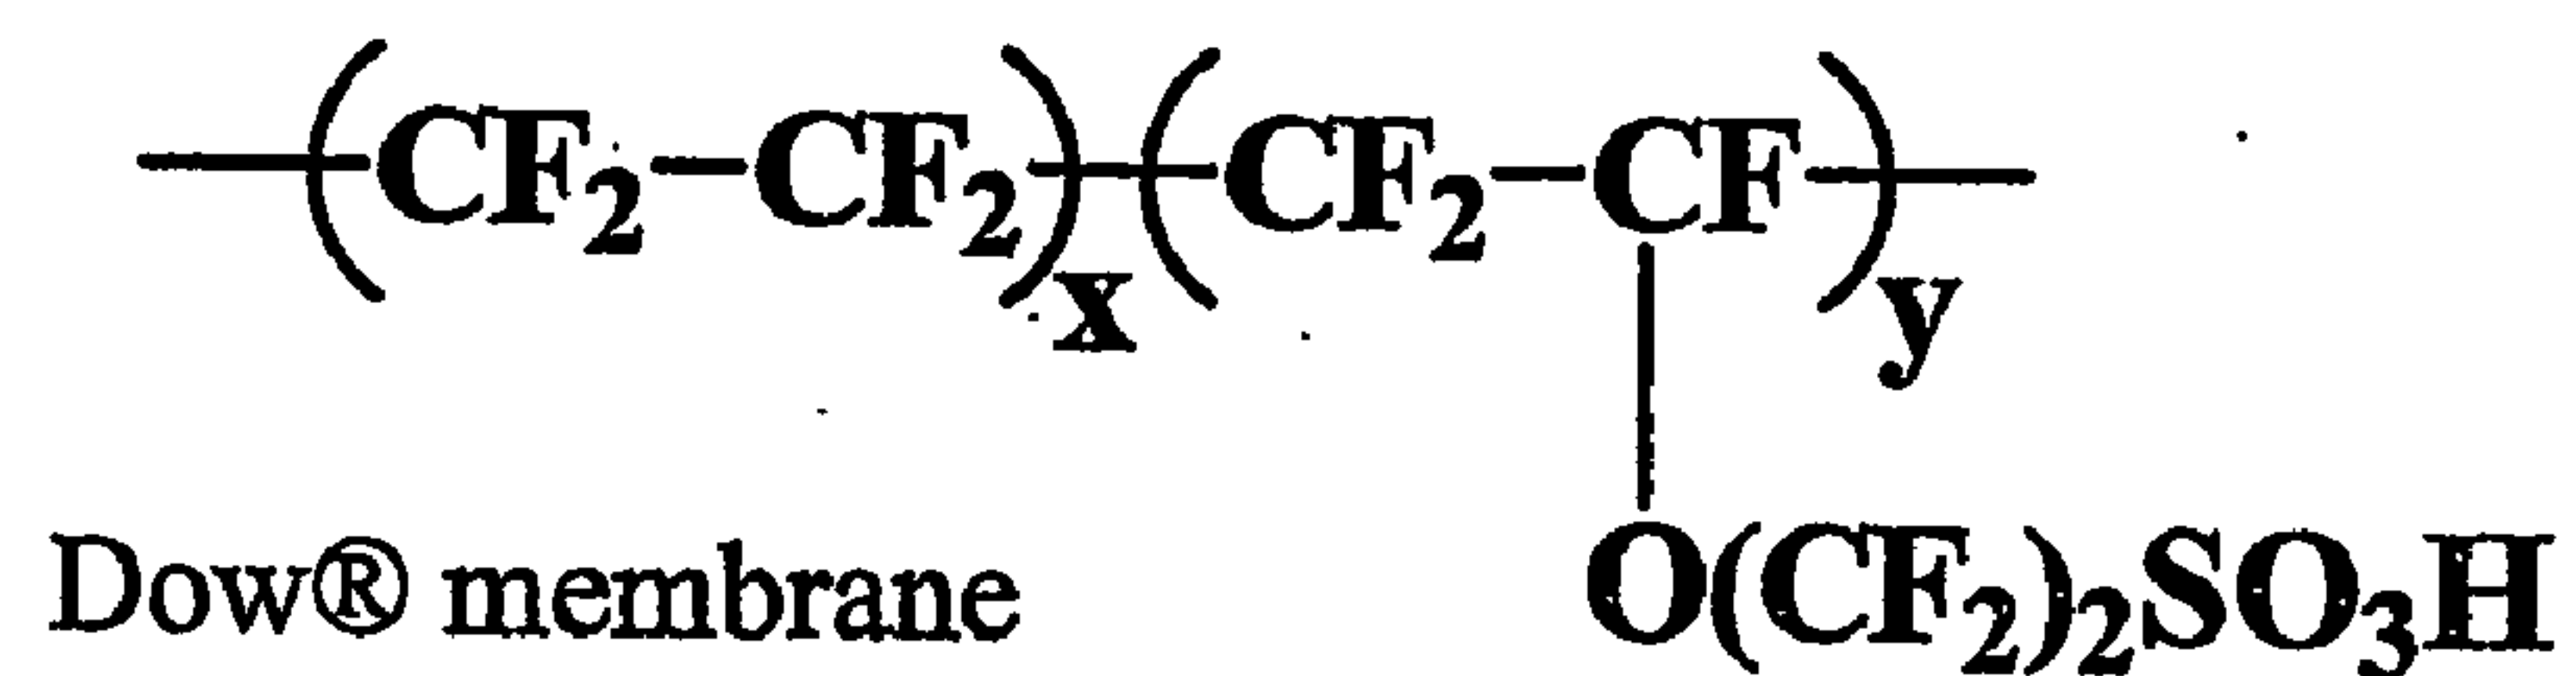 (CF₂—CF₂)x(CF₂—CF)y
Dow® membrane O(CF₂)₂SO₃H